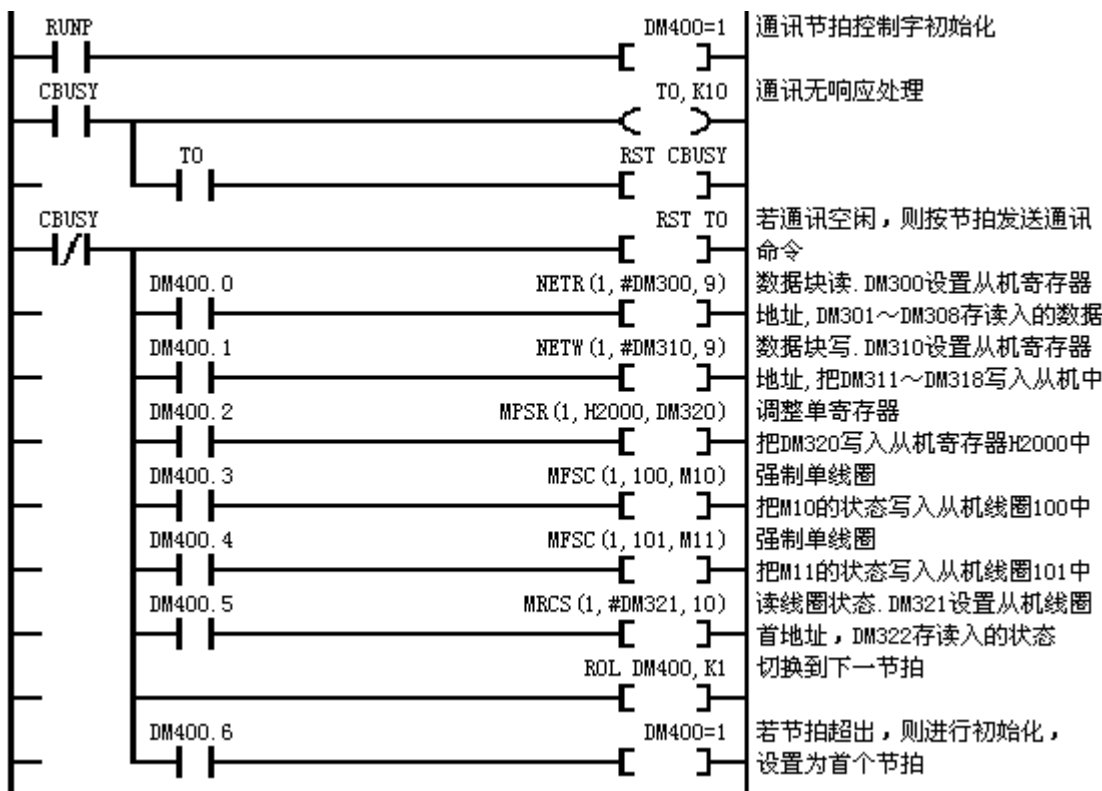 RUNP DM400=1 通讯节拍控制字初始化
CBUSY T0,K10 通讯无响应处理
T0 RST CBUSY
CBUSY RST T0 若通讯空闲，则按节拍发送通讯
命令
DM400.0 NETR(1,#DM300,9) 数据块读.DM300设置从机寄存器
地址,DM301～DM308存读入的数据
DM400.1 NETW(1,#DM310,9) 数据块写.DM310设置从机寄存器
地址,把DM311～DM318写入从机中
DM400.2 MPSR(1,H2000,DM320) 调整单寄存器
把DM320写入从机寄存器H2000中
DM400.3 MFSC(1,100,M10) 强制单线圈
把M10的状态写入从机线圈100中
DM400.4 MFSC(1,101,M11) 强制单线圈
把M11的状态写入从机线圈101中
DM400.5 MRCS(1,#DM321,10) 读线圈状态.DM321设置从机线圈
首地址，DM322存读入的状态
ROL DM400,K1 切换到下一节拍
DM400.6 DM400=1 若节拍超出，则进行初始化，
设置为首个节拍